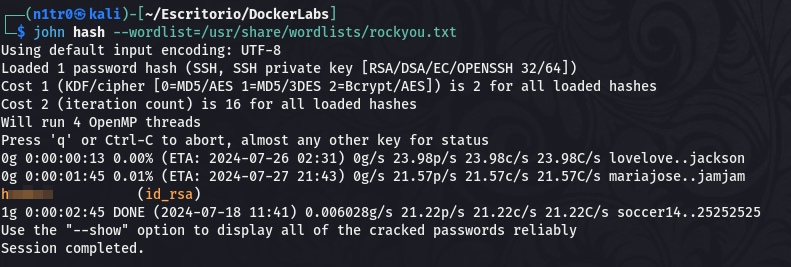 (n1tr0㉿kali)-[~/Escritorio/DockerLabs]
$ john hash --wordlist=/usr/share/wordlists/rockyou.txt
Using default input encoding: UTF-8
Loaded 1 password hash (SSH, SSH private key [RSA/DSA/EC/OPENSSH 32/64])
Cost 1 (KDF/cipher [0=MD5/AES 1=MD5/3DES 2=Bcrypt/AES]) is 2 for all loaded hashes
Cost 2 (iteration count) is 16 for all loaded hashes
Will run 4 OpenMP threads
Press 'q' or Ctrl-C to abort, almost any other key for status
0g 0:00:00:13 0.00% (ETA: 2024-07-26 02:31) 0g/s 23.98p/s 23.98c/s 23.98C/s lovelove..jackson
0g 0:00:01:45 0.01% (ETA: 2024-07-27 21:43) 0g/s 21.57p/s 21.57c/s 21.57C/s mariajose..jamjam
(id_rsa)
1g 0:00:02:45 DONE (2024-07-18 11:41) 0.006028g/s 21.22p/s 21.22c/s 21.22C/s soccer14..25252525
Use the "--show" option to display all of the cracked passwords reliably
Session completed.